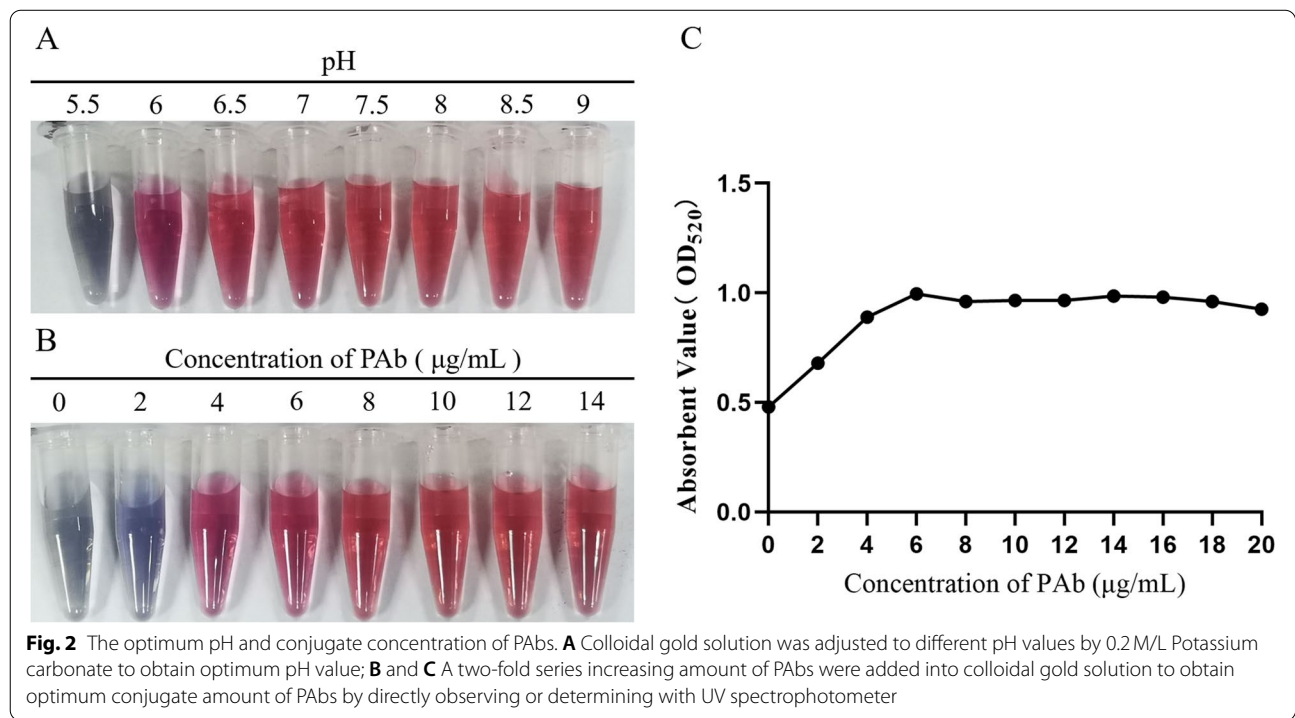 A
pH
5.5 6 6.5 7 7.5 8 8.5 9
B
Concentration of PAb ( μg/mL )
0 2 4 6 8 10 12 14
C
Absorbent Value( OD520)
1.5
1.0
0.5
0.0
0 2 4 6 8 10 12 14 16 18 20
Concentration of PAb (μg/mL)
Fig. 2 The optimum pH and conjugate concentration of PAbs. A Colloidal gold solution was adjusted to different pH values by 0.2 M/L Potassium
carbonate to obtain optimum pH value; B and C A two-fold series increasing amount of PAbs were added into colloidal gold solution to obtain
optimum conjugate amount of PAbs by directly observing or determining with UV spectrophotometer